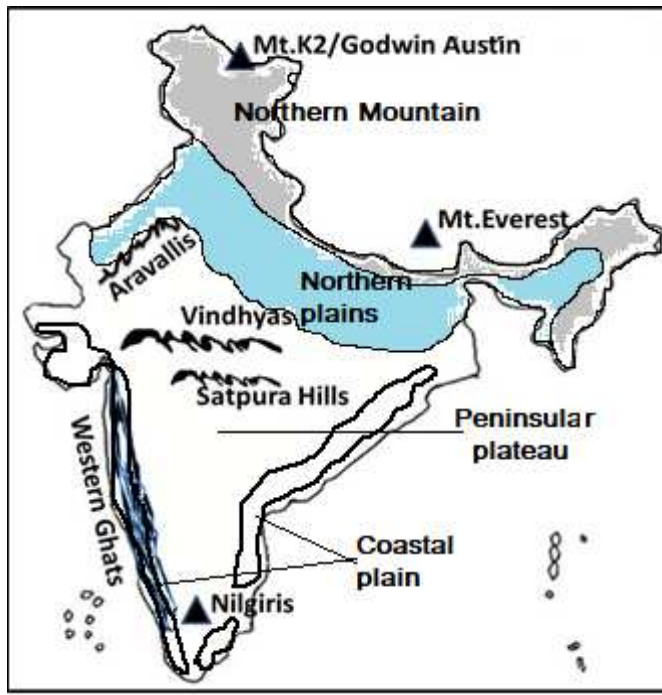 Mt.K2/Godwin Austin
Northern Mountain
Mt.Everest
Aravallis
Northern
plains
Vindhyas
Satpura Hills
Peninsular
plateau
Western Ghats
Coastal
plain
Nilgiris